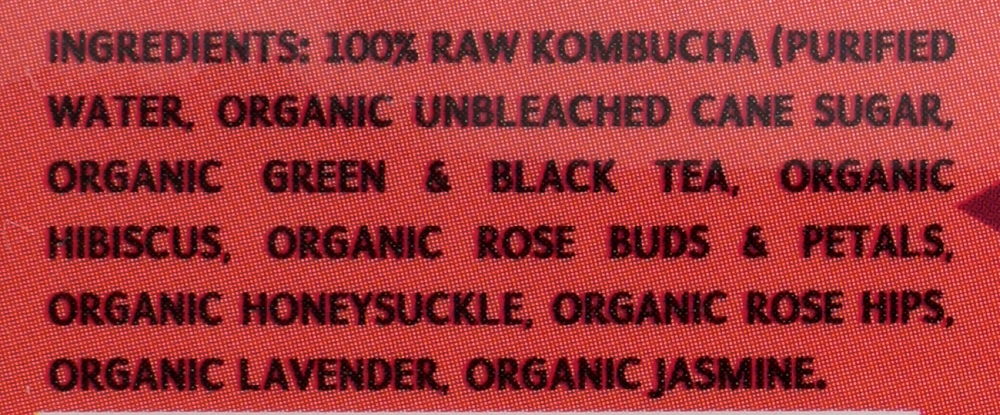 INGREDIENTS: 100% RAW KOMBUCHA (PURIFIED
WATER, ORGANIC UNBLEACHED CANE SUGAR,
ORGANIC GREEN & BLACK TEA, ORGANIC
HIBISCUS, ORGANIC ROSE BUDS & PETALS,
ORGANIC HONEYSUCKLE, ORGANIC ROSE HIPS,
ORGANIC LAVENDER, ORGANIC JASMINE.